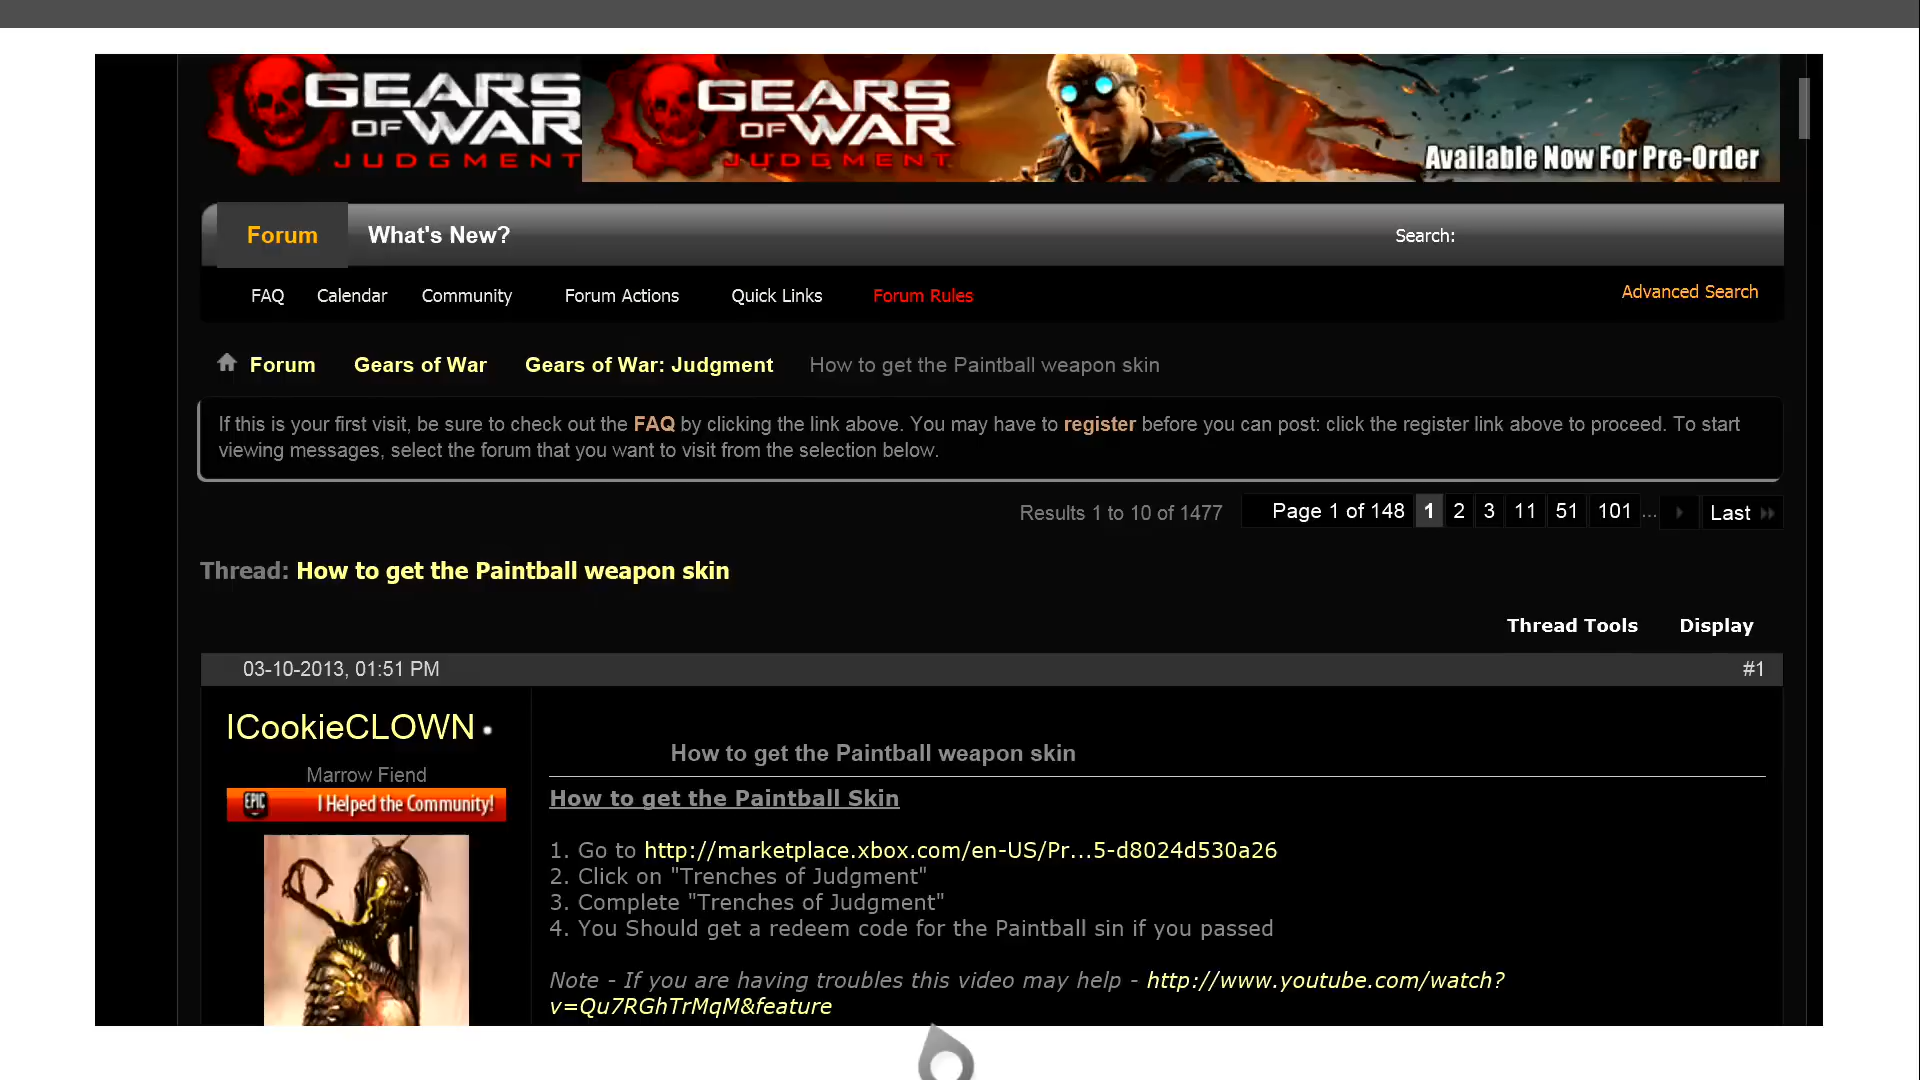 GEARS OF WAR JUDGMENT
GEARS OF WAR JUDGMENT
Available Now For Pre-Order
Forum What's New? Search:
FAQ Calendar Community Forum Actions Quick Links Forum Rules Advanced Search
Forum Gears of War Gears of War: Judgment How to get the Paintball weapon skin
If this is your first visit, be sure to check out the FAQ by clicking the link above. You may have to register before you can post: click the register link above to proceed. To start
viewing messages, select the forum that you want to visit from the selection below.
Results 1 to 10 of 1477 Page 1 of 148 1 2 3 11 51 101 ... Last
Thread: How to get the Paintball weapon skin
Thread Tools Display
03-10-2013, 01:51 PM #1
ICookieCLOWN
Marrow Fiend
EPIC I Helped the Community!
How to get the Paintball weapon skin
How to get the Paintball Skin
1. Go to http://marketplace.xbox.com/en-US/Pr...5-d8024d530a26
2. Click on "Trenches of Judgment"
3. Complete "Trenches of Judgment"
4. You Should get a redeem code for the Paintball sin if you passed
Note - If you are having troubles this video may help - http://www.youtube.com/watch?
v=Qu7RGhTrMqM&feature